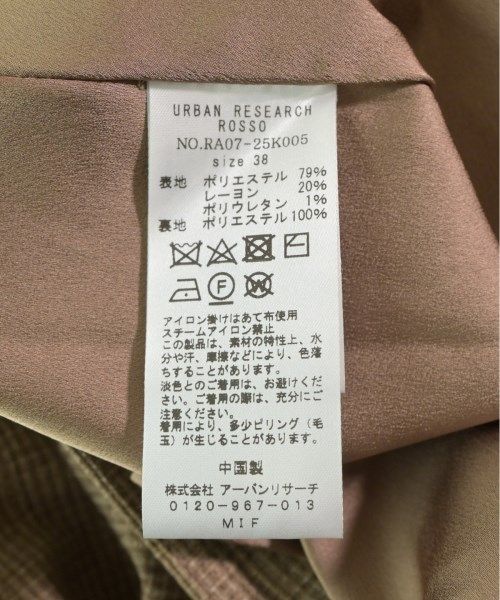 URBAN RESEARCH
ROSSO
NO.RA07-25K005
size 38
表地 ポリエステル 79%
レーヨン 20%
ポリウレタン 1%
裏地 ポリエステル 100%
F W
アイロン掛けはあて布使用
スチームアイロン禁止
この製品は、素材の特性上、水
分や汗、摩擦などにより、色落
ちすることがあります。
淡色とのご着用は、お避けくだ
さい。ご着用の際は、充分にご
注意ください。
着用により、多少ピリング(毛
玉)が生じることがあります。
中国製
株式会社 アーバンリサーチ
0120-967-013
MIF